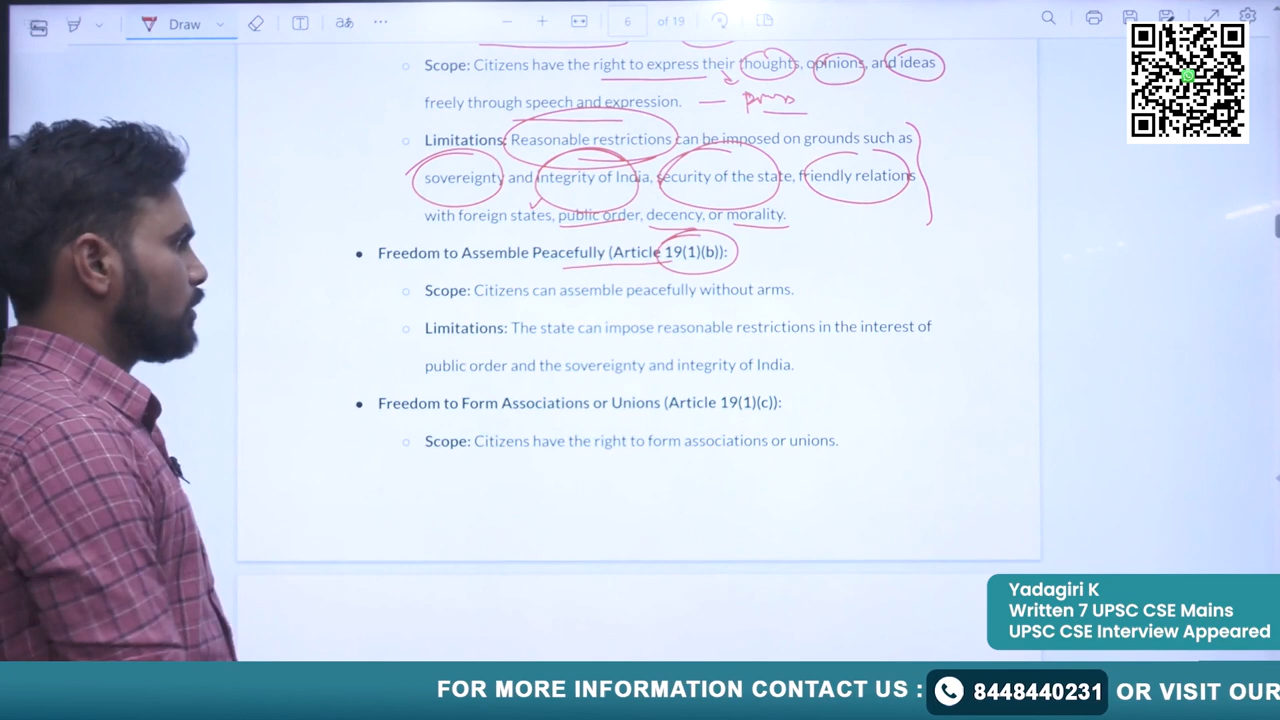 Draw
aあ
6
of 19
Scope: Citizens have the right to express their thoughts, opinions, and ideas
freely through speech and expression. — press
Limitations: Reasonable restrictions can be imposed on grounds such as
sovereignty and integrity of India, security of the state, friendly relations
with foreign states, public order, decency, or morality.
Freedom to Assemble Peacefully (Article 19(1)(b)):
Scope: Citizens can assemble peacefully without arms.
Limitations: The state can impose reasonable restrictions in the interest of
public order and the sovereignty and integrity of India.
Freedom to Form Associations or Unions (Article 19(1)(c)):
Scope: Citizens have the right to form associations or unions.
Yadagiri K
Written 7 UPSC CSE Mains
UPSC CSE Interview Appeared
FOR MORE INFORMATION CONTACT US : 8448440231 OR VISIT OUR